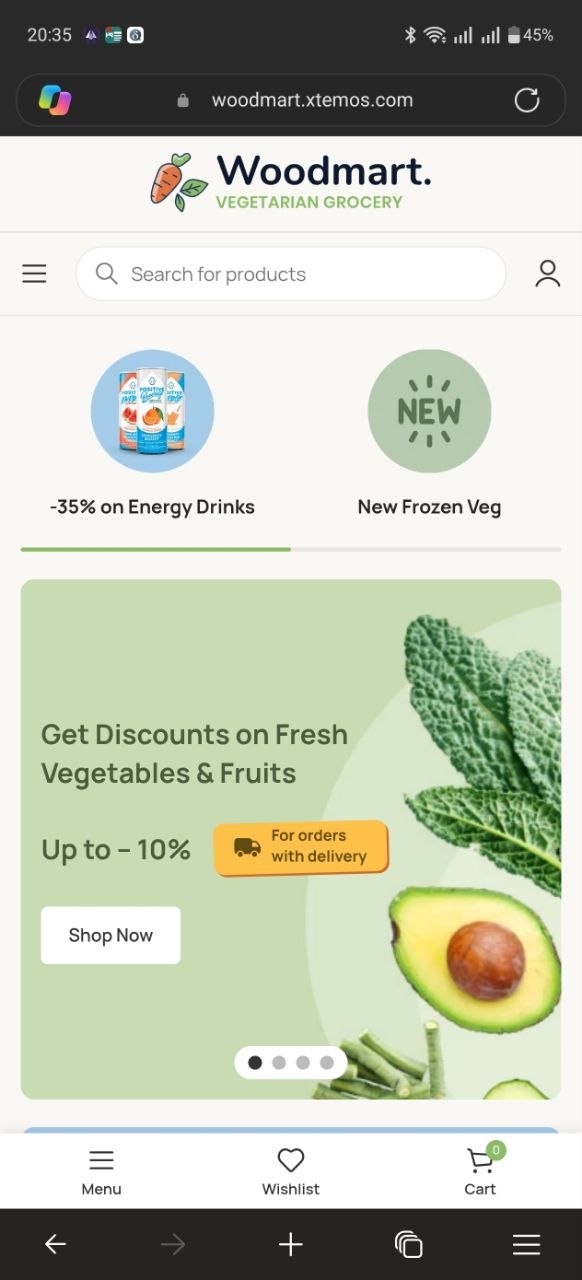 20:35
45%
woodmart.xtemos.com
Woodmart.
VEGETARIAN GROCERY
Search for products
NEW
-35% on Energy Drinks
New Frozen Veg
Get Discounts on Fresh
Vegetables & Fruits
Up to – 10%
For orders
with delivery
Shop Now
0
Menu
Wishlist
Cart